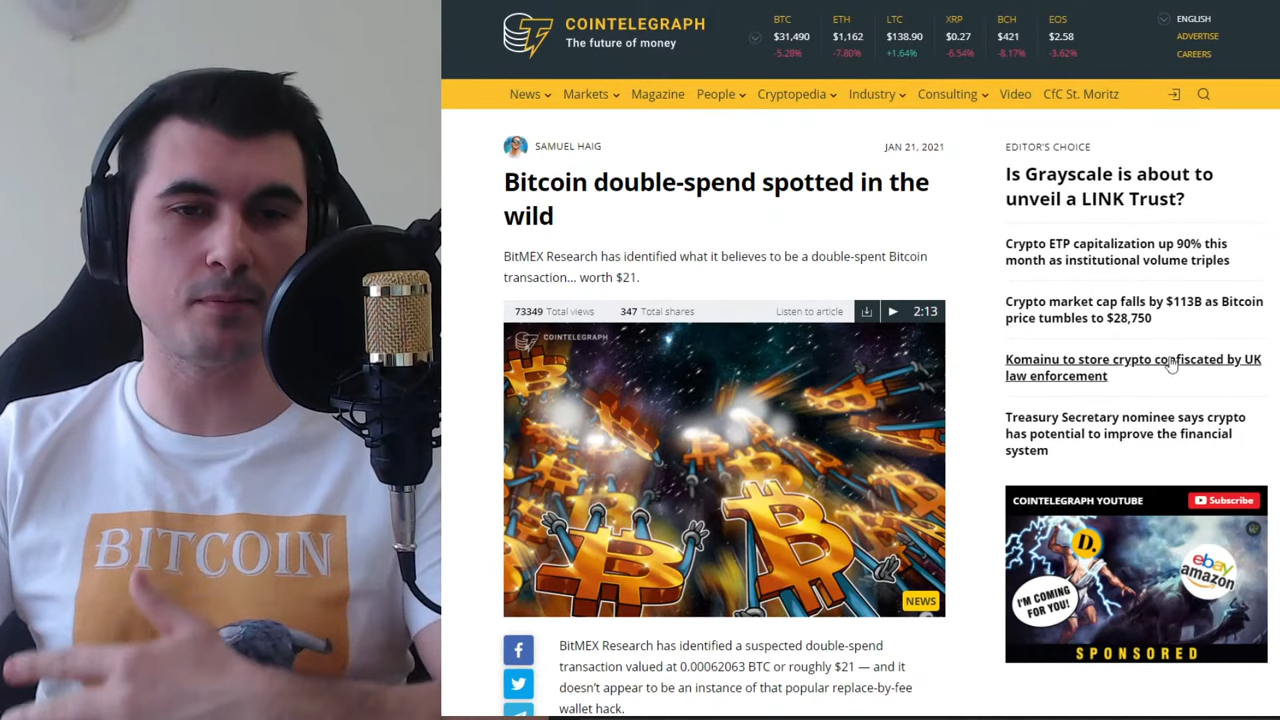 COINTELEGRAPH
The future of money
BTC
$31,490
-5.28%
ETH
$1,162
-7.80%
LTC
$138.90
+1.64%
XRP
$0.27
-6.54%
BCH
$421
-8.17%
EOS
$2.58
-3.62%
ENGLISH
ADVERTISE
CAREERS
News Markets Magazine People Cryptopedia Industry Consulting Video CfC St. Moritz
SAMUEL HAIG
JAN 21, 2021
Bitcoin double-spend spotted in the
wild
BitMEX Research has identified what it believes to be a double-spent Bitcoin
transaction... worth $21.
73349 Total views 347 Total shares Listen to article 2:13
COINTELEGRAPH
NEWS
BitMEX Research has identified a suspected double-spend
transaction valued at 0.00062063 BTC or roughly $21 — and it
doesn't appear to be an instance of that popular replace-by-fee
wallet hack.
EDITOR'S CHOICE
Is Grayscale is about to
unveil a LINK Trust?
Crypto ETP capitalization up 90% this
month as institutional volume triples
Crypto market cap falls by $113B as Bitcoin
price tumbles to $28,750
Komainu to store crypto confiscated by UK
law enforcement
Treasury Secretary nominee says crypto
has potential to improve the financial
system
COINTELEGRAPH YOUTUBE
Subscribe
D.
ebay
amazon
I'M COMING
FOR YOU!
SPONSORED
BITCOIN